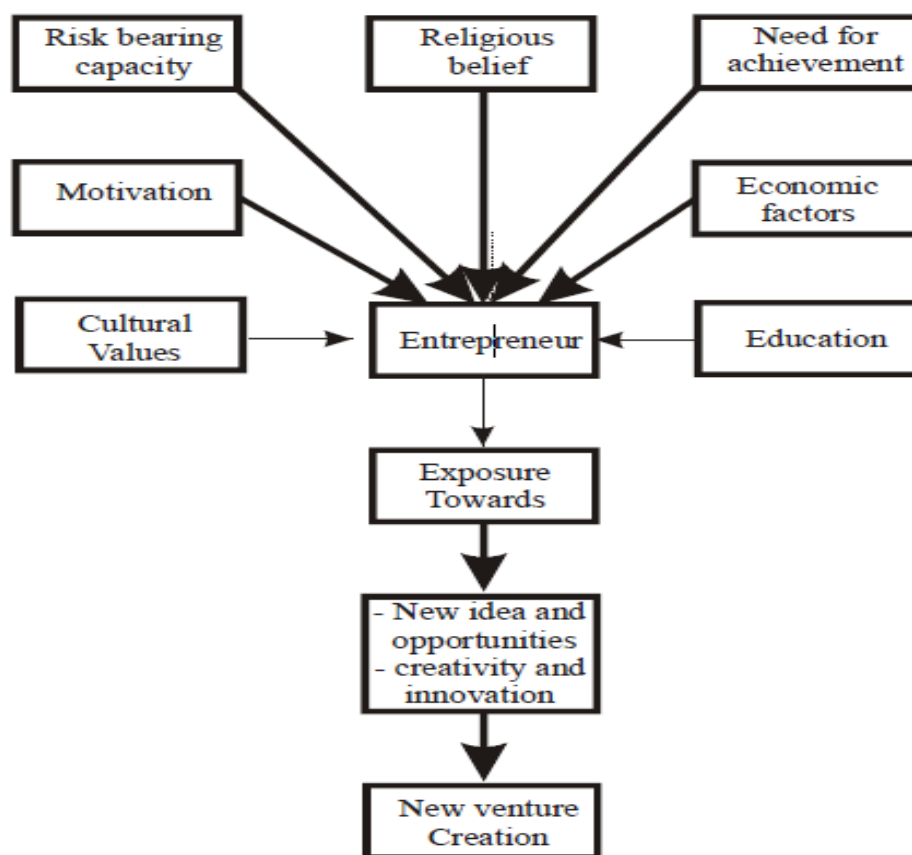 Risk bearing
capacity
Religious
belief
Need for
achievement
Motivation
Economic
factors
Cultural
Values
Entrepreneur
Education
Exposure
Towards
- New idea and
opportunities
- creativity and
innovation
New venture
Creation